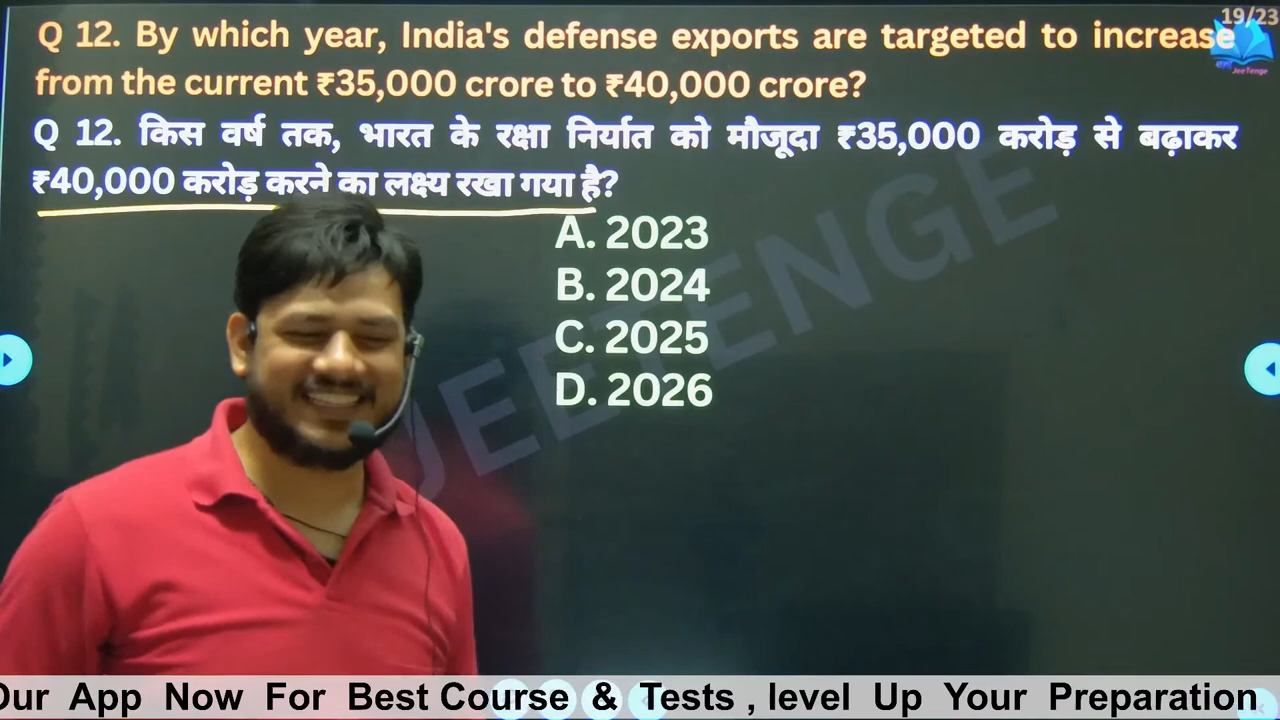 19/23
Q 12. By which year, India's defense exports are targeted to increase
from the current ₹35,000 crore to ₹40,000 crore?
Q 12. किस वर्ष तक, भारत के रक्षा निर्यात को मौजूदा ₹35,000 करोड़ से बढ़ाकर
₹40,000 करोड़ करने का लक्ष्य रखा गया है?
A. 2023
B. 2024
C. 2025
D. 2026
JEETENGE
JeeTenge
Our App Now For Best Course & Tests , level Up Your Preparation